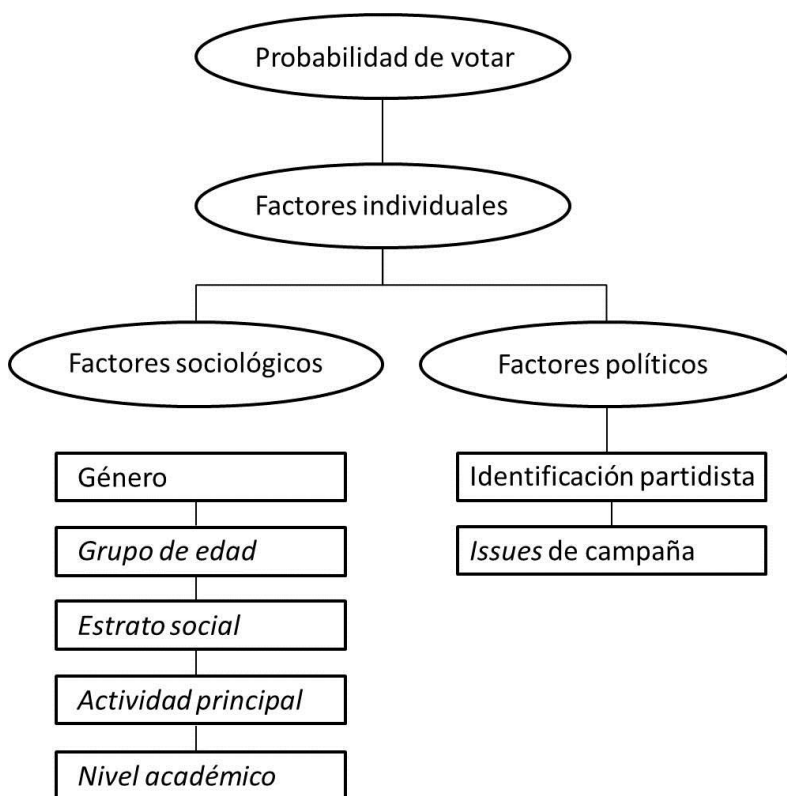 Probabilidad de votar
Factores individuales
Factores sociológicos
Factores políticos
Género
Grupo de edad
Estrato social
Actividad principal
Nivel académico
Identificación partidista
Issues de campaña